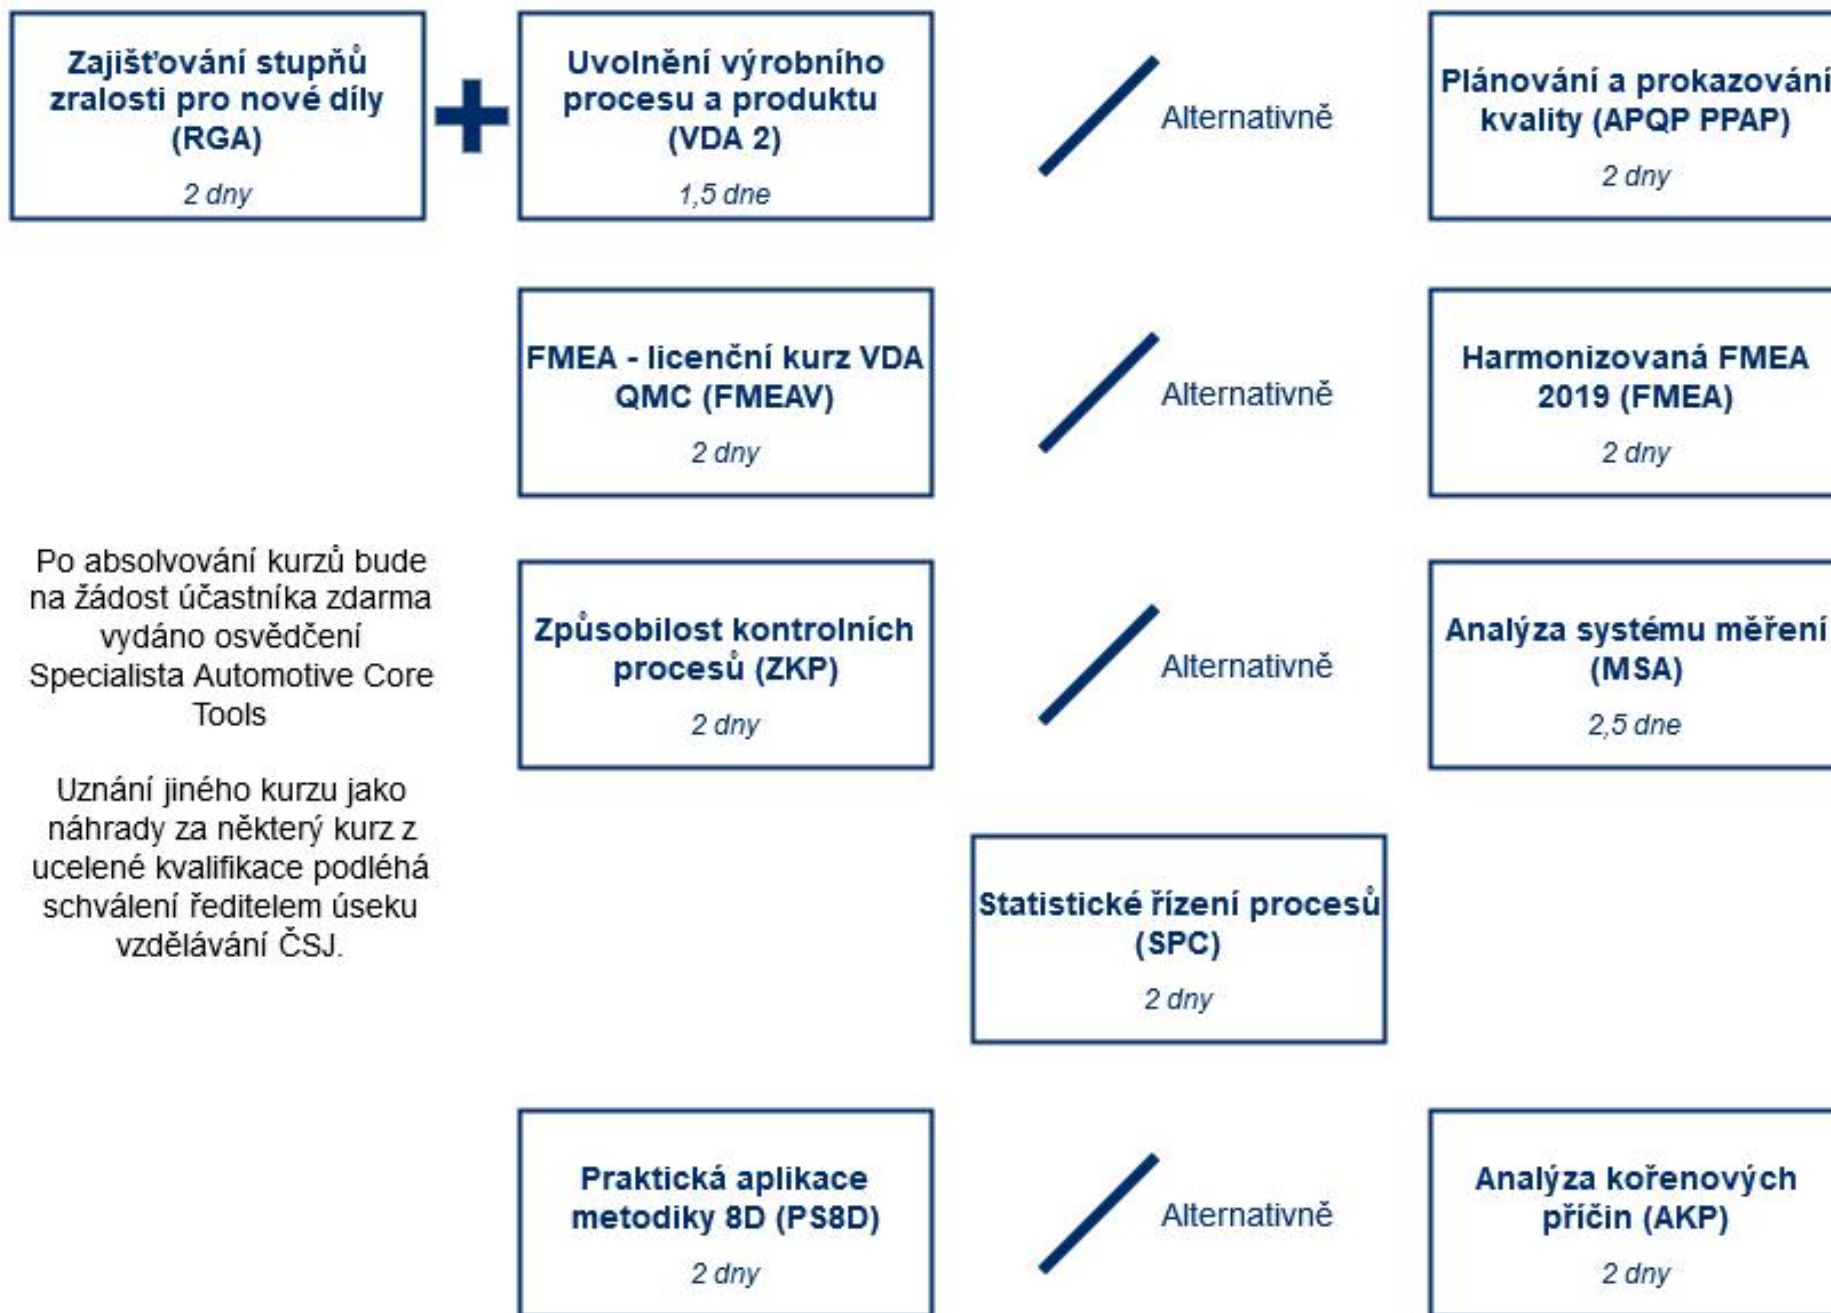 Zajišťování stupňů
zralosti pro nové díly
(RGA)
2 dny
Uvolnění výrobního
procesu a produktu
(VDA 2)
1,5 dne
Alternativně
Plánování a prokazování
kvality (APQP PPAP)
2 dny
FMEA - licenční kurz VDA
QMC (FMEAV)
2 dny
Alternativně
Harmonizovaná FMEA
2019 (FMEA)
2 dny
Po absolvování kurzů bude
na žádost účastníka zdarma
vydáno osvědčení
Specialista Automotive Core
Tools
Uznání jiného kurzu jako
náhrady za některý kurz z
ucelené kvalifikace podléhá
schválení ředitelem úseku
vzdělávání ČSJ.
Způsobilost kontrolních
procesů (ZKP)
2 dny
Alternativně
Analýza systému měření
(MSA)
2,5 dne
Statistické řízení procesů
(SPC)
2 dny
Praktická aplikace
metodiky 8D (PS8D)
2 dny
Alternativně
Analýza kořenových
příčin (AKP)
2 dny